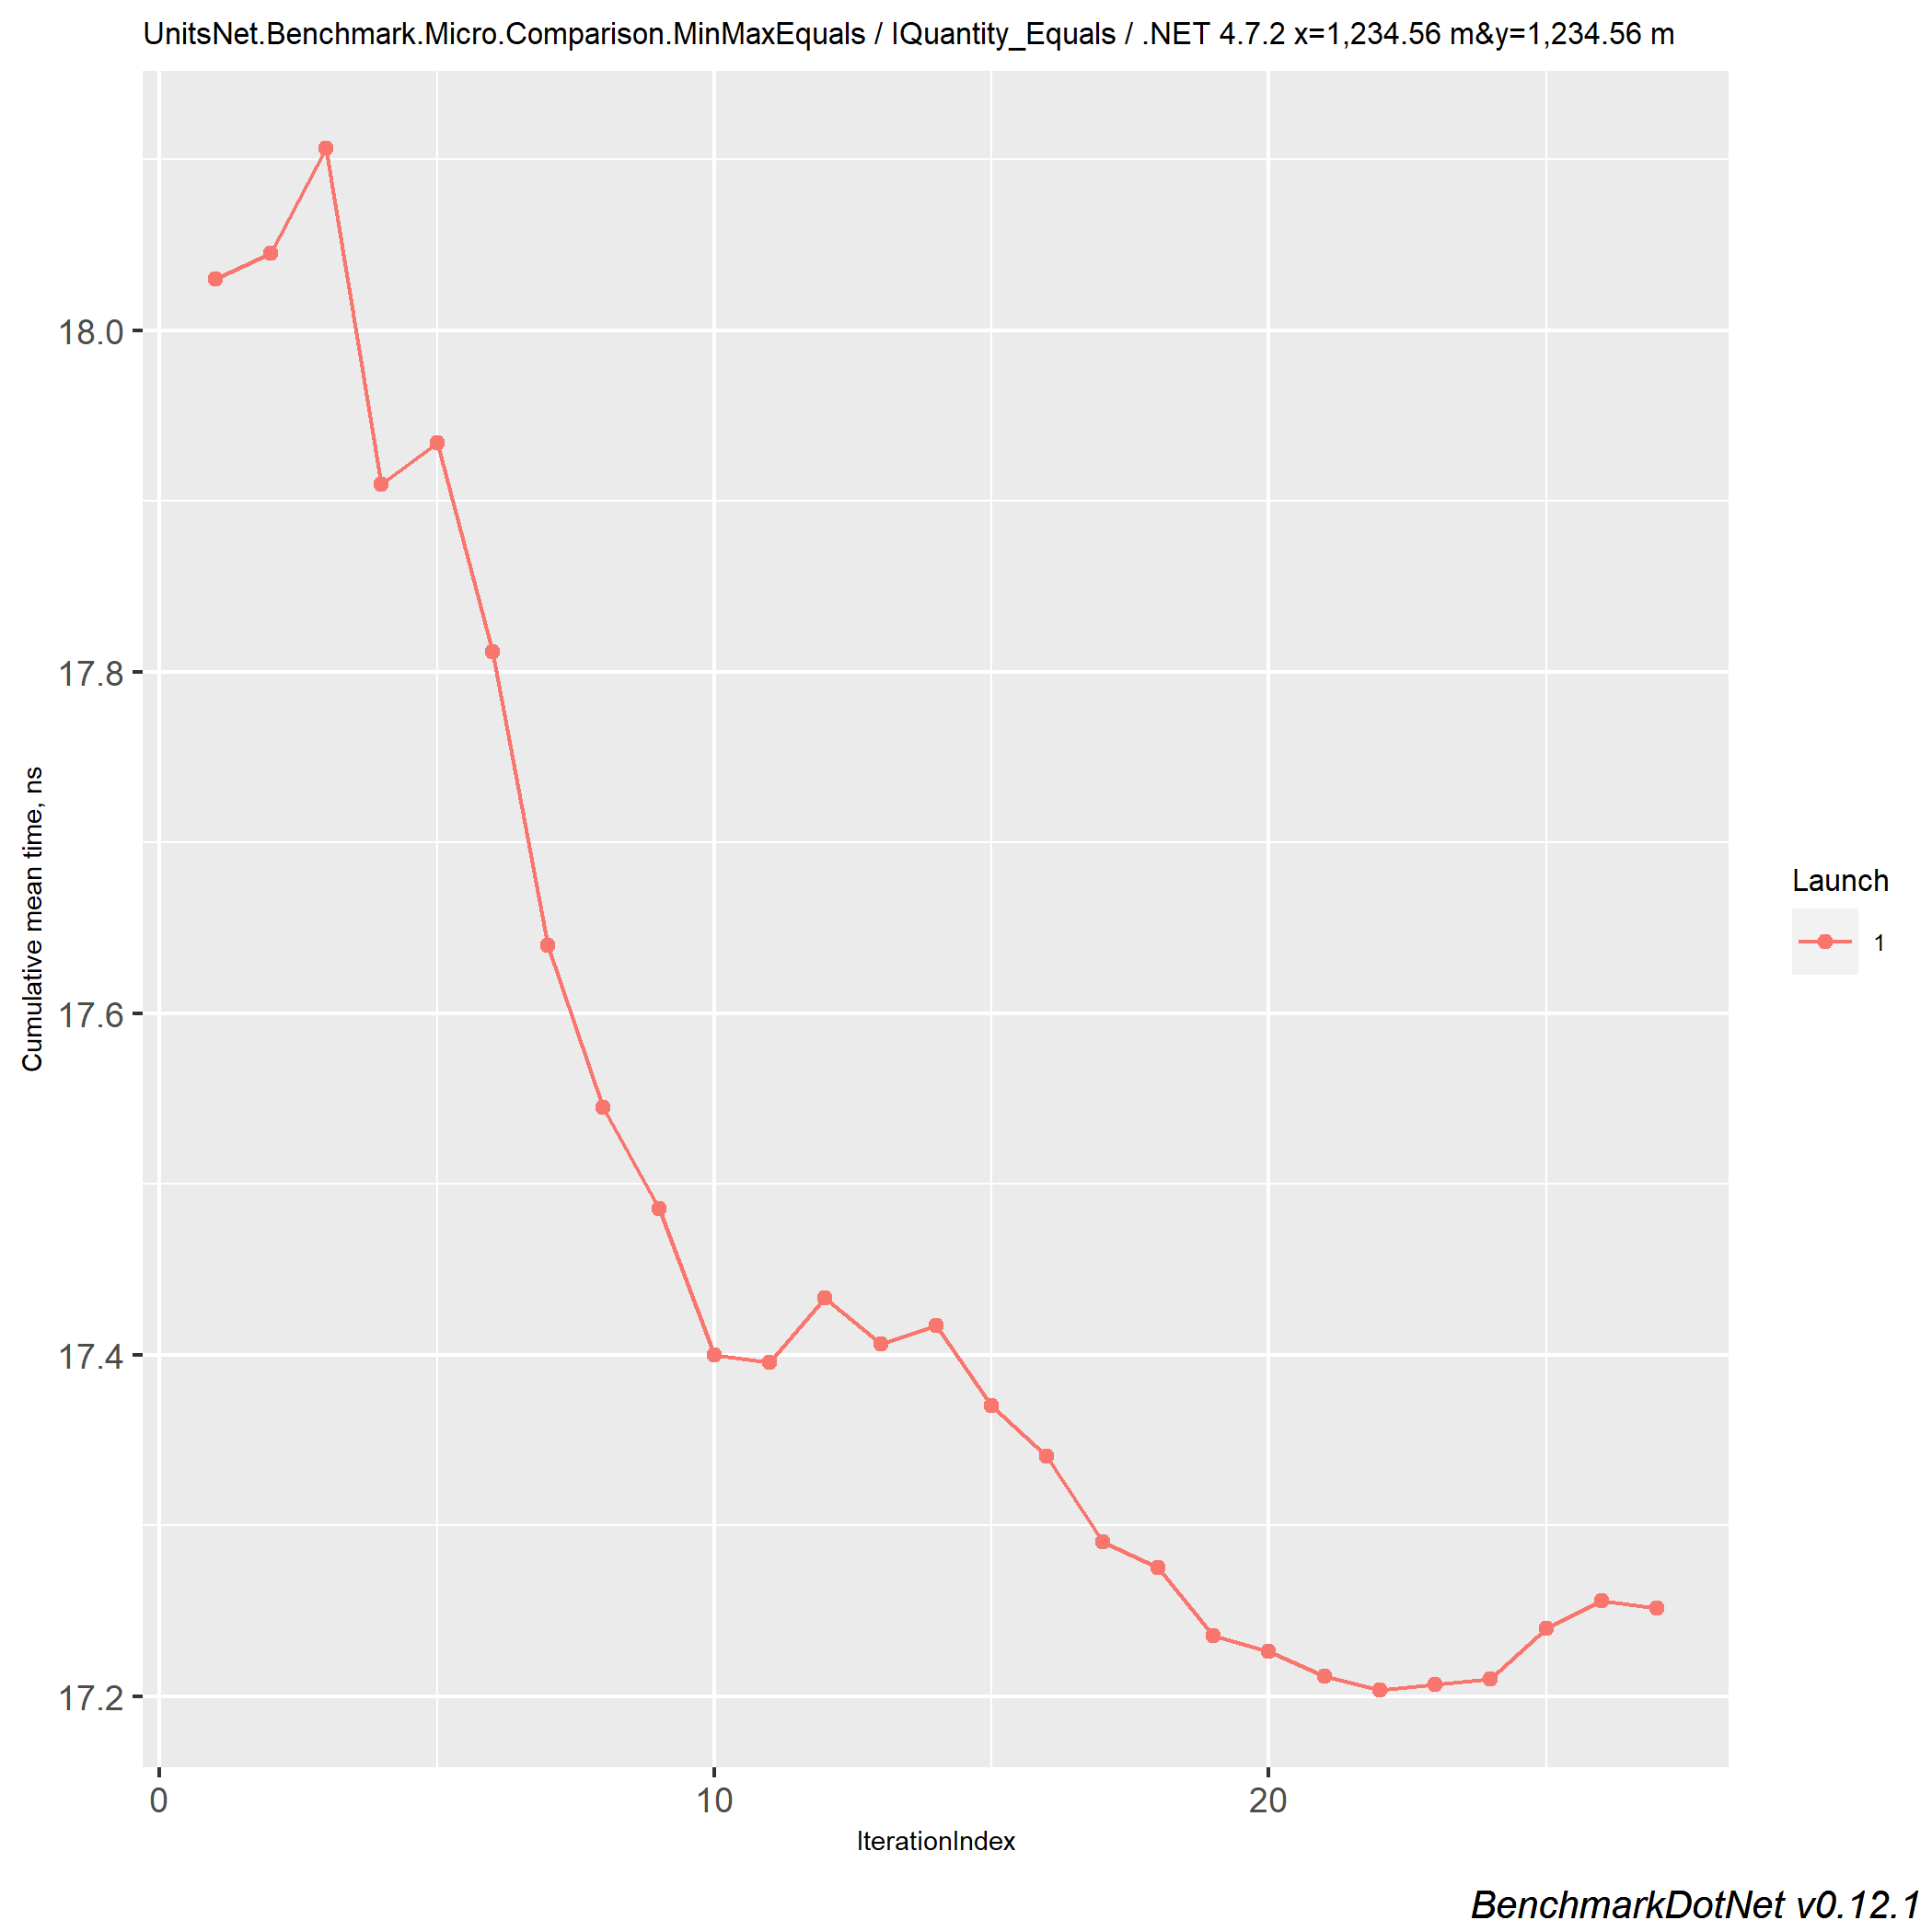 UnitsNet.Benchmark.Micro.Comparison.MinMaxEquals / IQuantity_Equals / .NET 4.7.2 x=1,234.56 m&y=1,234.56 m
18.0
17.8
17.6
17.4
17.2
Cumulative mean time, ns
0
10
20
IterationIndex
Launch
1
BenchmarkDotNet v0.12.1